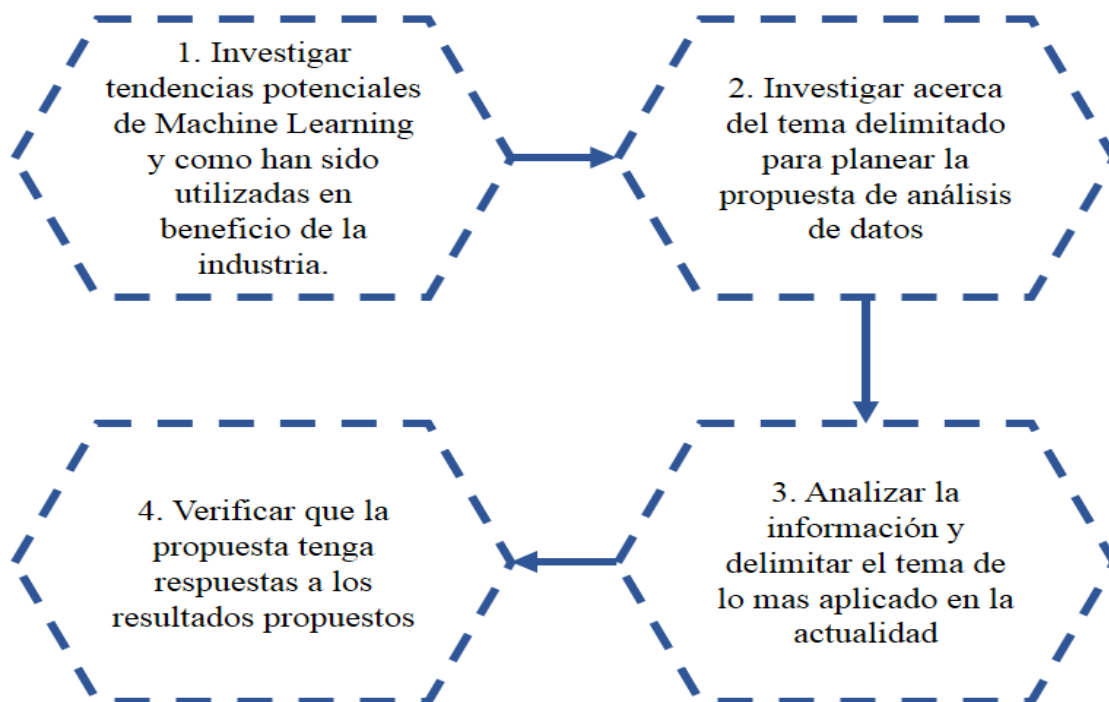 1. Investigar
tendencias potenciales
de Machine Learning
y como han sido
utilizadas en
beneficio de la
industria.
2. Investigar acerca
del tema delimitado
para planear la
propuesta de análisis
de datos
3. Analizar la
información y
delimitar el tema de
lo mas aplicado en la
actualidad
4. Verificar que la
propuesta tenga
respuestas a los
resultados propuestos